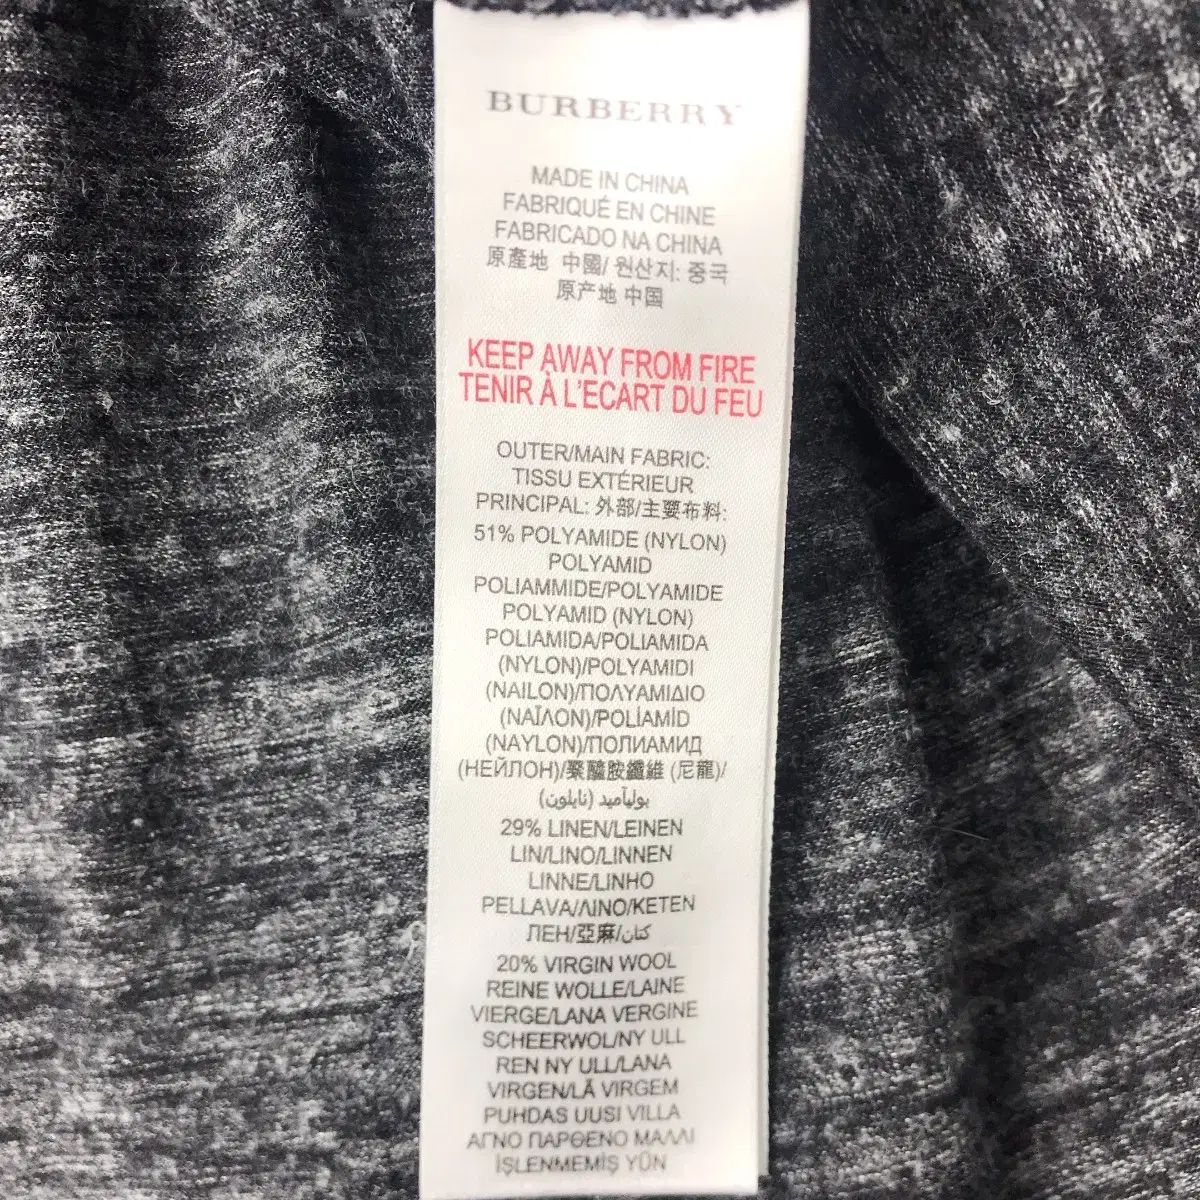 BURBERRY
MADE IN CHINA
FABRIQUÉ EN CHINE
FABRICADO NA CHINA
原產地 中國/ 원산지: 중국
原产地 中国
KEEP AWAY FROM FIRE
TENIR À L'ECART DU FEU
OUTER/MAIN FABRIC:
TISSU EXTÉRIEUR
PRINCIPAL: 外部/主要布料:
51% POLYAMIDE (NYLON)
POLYAMID
POLIAMMIDE/POLYAMIDE
POLYAMID (NYLON)
POLIAMIDA/POLIAMIDA
(NYLON)/POLYAMIDI
(NAILON)/ΠΟΛΥΑΜΙΔΙΟ
(ΝΑΪΛΟΝ)/POLİAMİD
(NAYLON)/ПОЛИАМИД
(НЕЙЛОН)/聚醯胺纖維 (尼龍)/
بولياميد (نايلون)
29% LINEN/LEINEN
LIN/LINO/LINNEN
LINNE/LINHO
PELLAVA/ΛΙΝΟ/KETEN
ЛЕН/亞麻/كتان
20% VIRGIN WOOL
REINE WOLLE/LAINE
VIERGE/LANA VERGINE
SCHEERWOL/NY ULL
REN NY ULL/LANA
VIRGEN/LÃ VIRGEM
PUHDAS UUSI VILLA
ΑΓΝΟ ΠΑΡΘΕΝΟ ΜΑΛΛΙ
İŞLENMEMİŞ YÜN